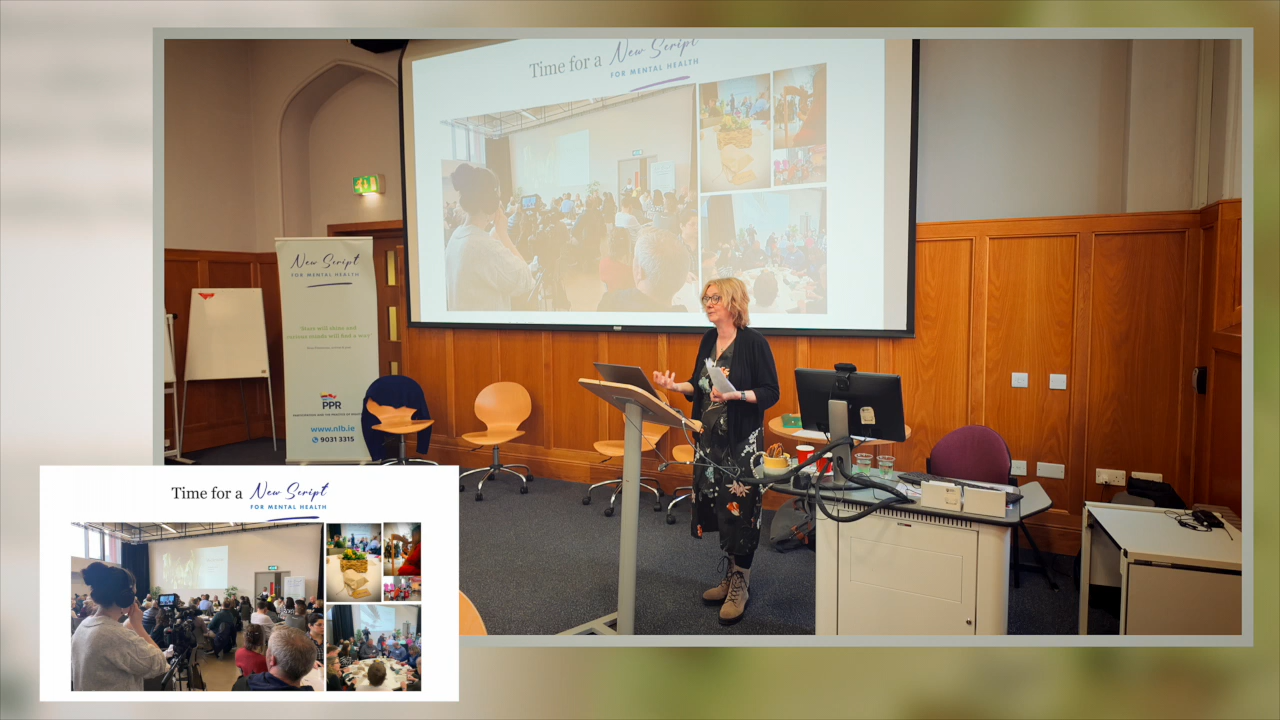 Time for a New Script
FOR MENTAL HEALTH
New Script
FOR MENTAL HEALTH
PPR
www.nlb.ie
9031 3315
Time for a New Script
FOR MENTAL HEALTH